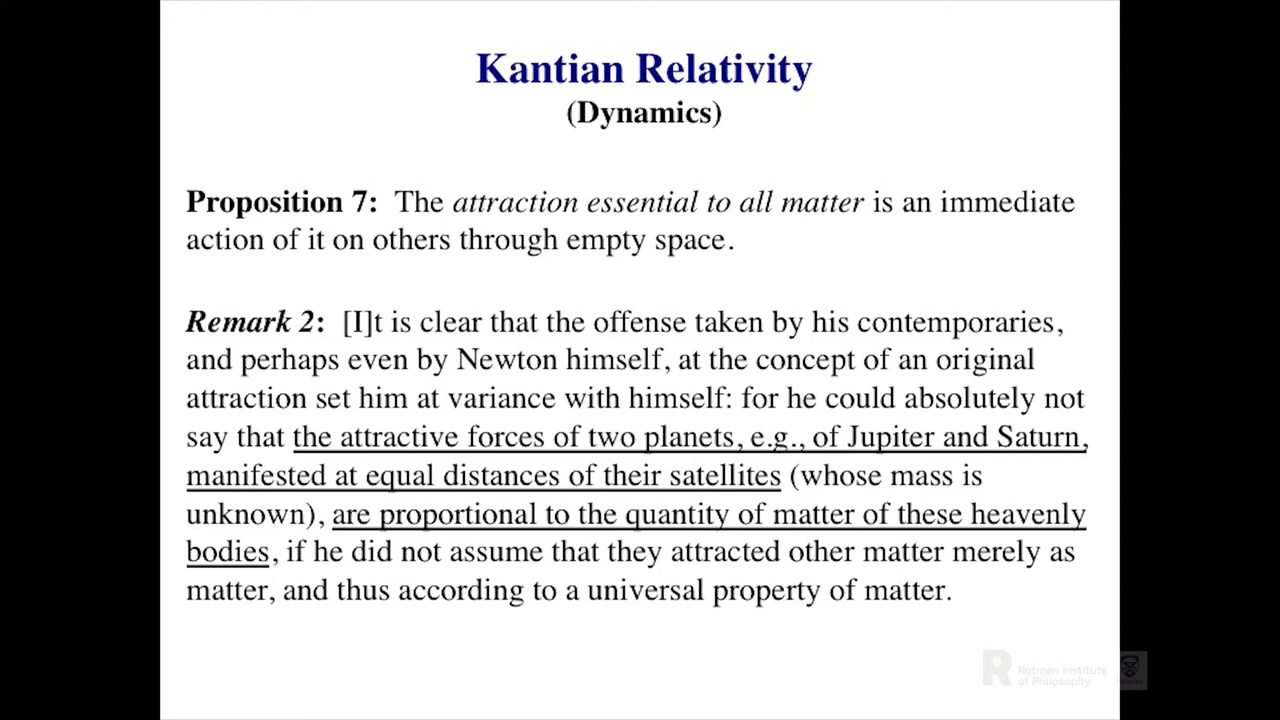 Kantian Relativity
(Dynamics)
Proposition 7: The attraction essential to all matter is an immediate
action of it on others through empty space.
Remark 2: [I]t is clear that the offense taken by his contemporaries,
and perhaps even by Newton himself, at the concept of an original
attraction set him at variance with himself: for he could absolutely not
say that the attractive forces of two planets, e.g., of Jupiter and Saturn,
manifested at equal distances of their satellites (whose mass is
unknown), are proportional to the quantity of matter of these heavenly
bodies, if he did not assume that they attracted other matter merely as
matter, and thus according to a universal property of matter.
R Rotman Institute
of Philosophy